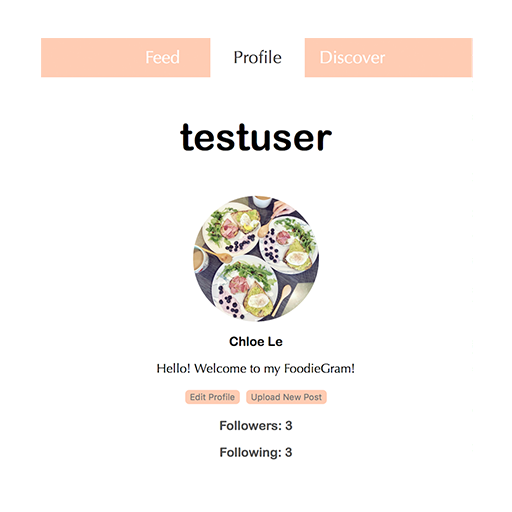 Feed Profile Discover
testuser
Chloe Le
Hello! Welcome to my FoodieGram!
Edit Profile Upload New Post
Followers: 3
Following: 3